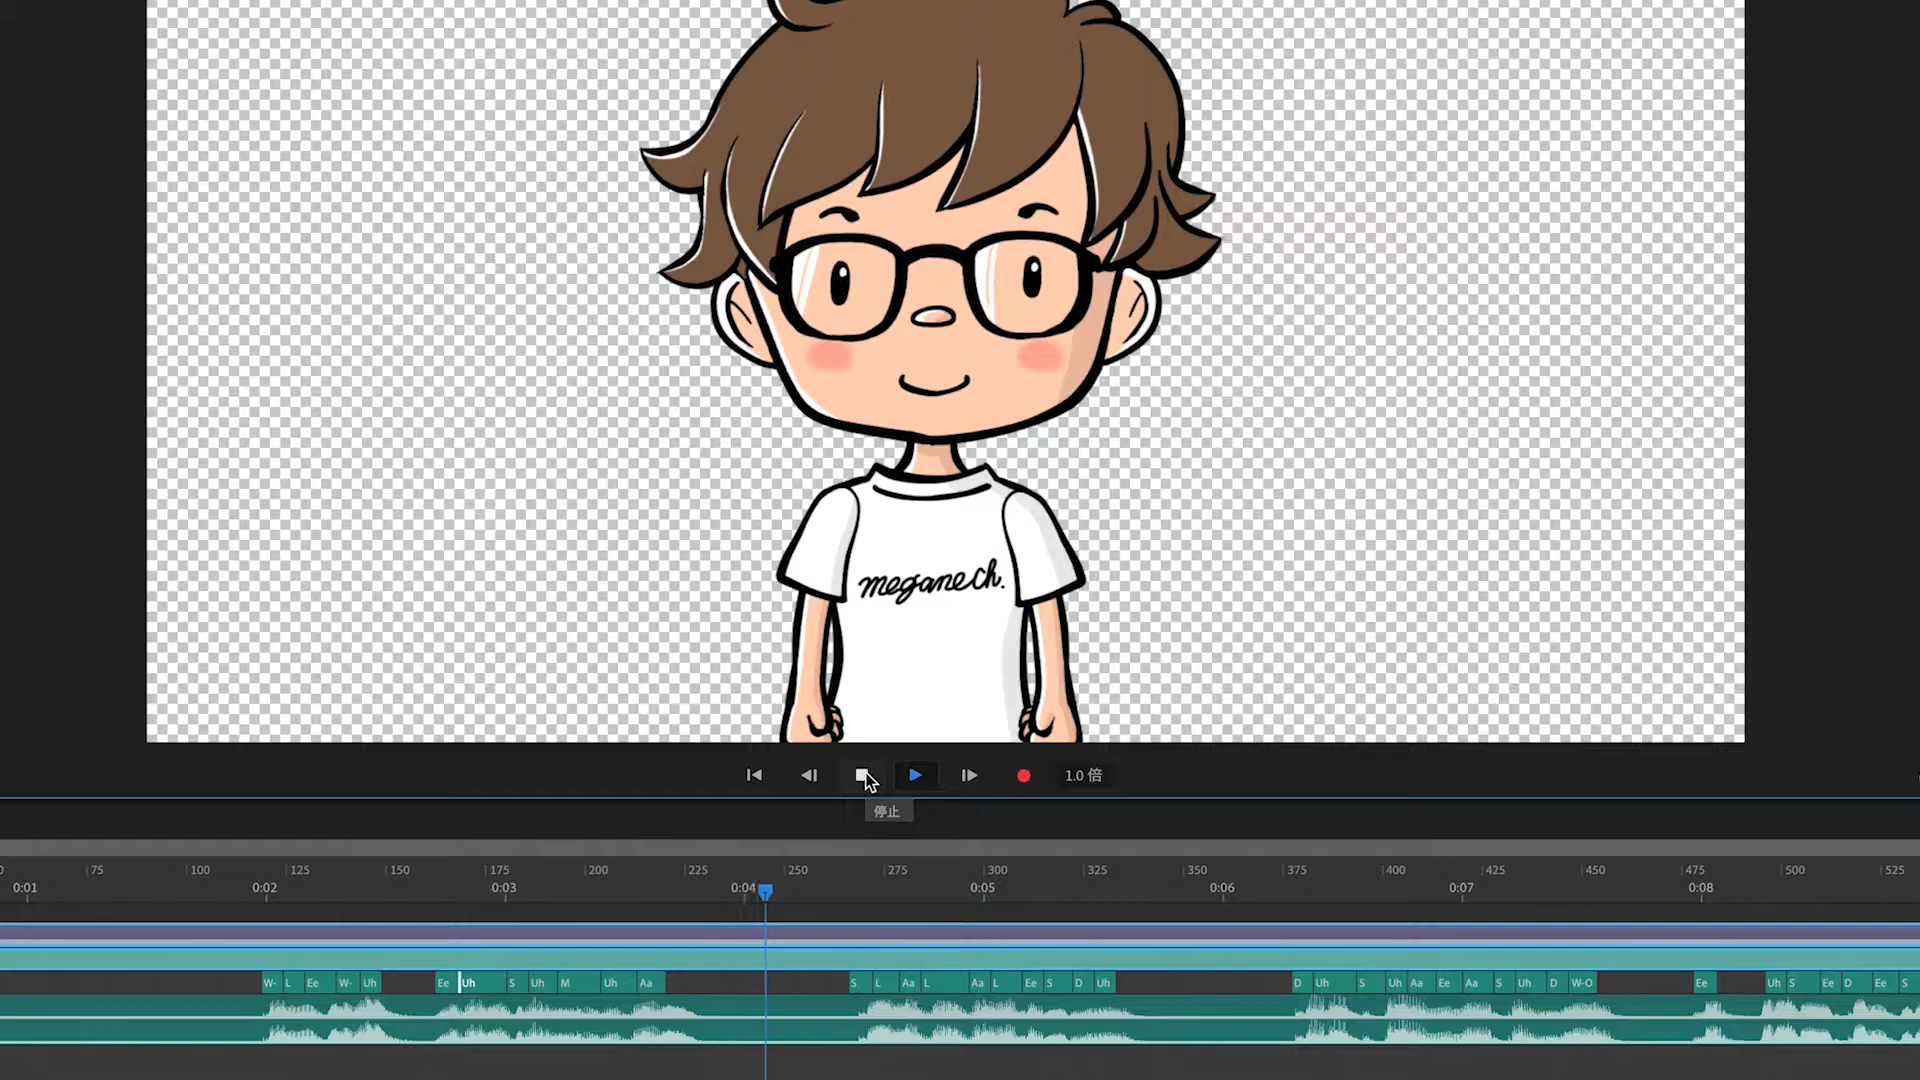 meganech.
1.0 倍
停止
75 100 125 150 175 200 225 250 275 300 325 350 375 400 425 450 475 500 525
0:01 0:02 0:03 0:04 0:05 0:06 0:07 0:08
W- L Ee W- Uh Ee Uh S Uh M Uh Aa S L Aa L Aa L Ee S D Uh D Uh S Uh Aa Ee Aa S Uh D W-O Ee Uh S Ee D Ee S